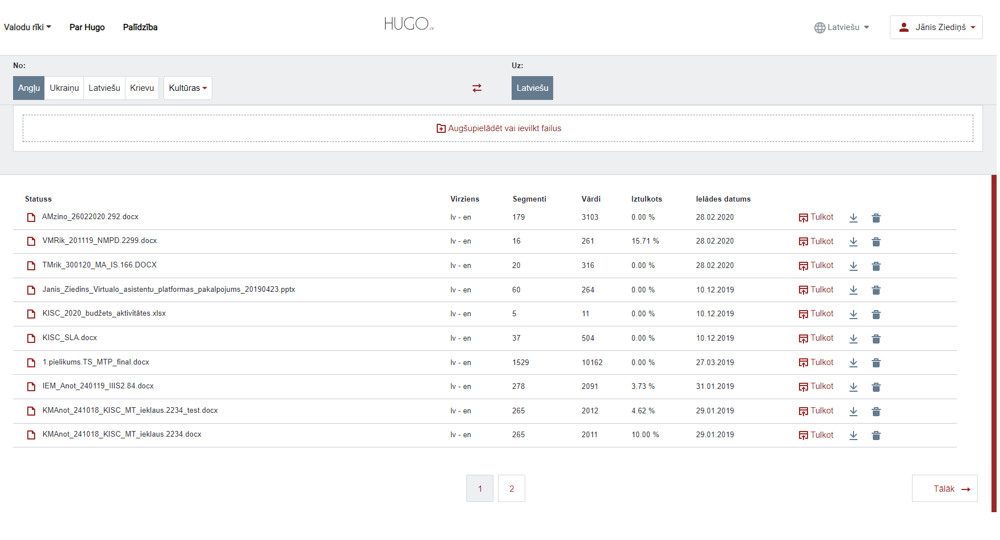 Valodu rīki Par Hugo Palīdzība HUGO.LV Latviešu Jānis Ziediņš
No: Uz:
Angļu Ukraiņu Latviešu Krievu Kultūras Latviešu
Augšupielādēt vai ievilkt failus
Statuss Virziens Segmenti Vārdi Iztulkots Ielādes datums
AMzino_26022020.292.docx lv - en 179 3103 0.00 % 28.02.2020 Tulkot
VMRik_201119_NMPD.2299.docx lv - en 16 261 15.71 % 28.02.2020 Tulkot
TMrik_300120_MA_IS.166.DOCX lv - en 20 316 0.00 % 28.02.2020 Tulkot
Janis_Ziedins_Virtualo_asistentu_platformas_pakalpojums_20190423.pptx lv - en 60 264 0.00 % 10.12.2019 Tulkot
KISC_2020_budžets_aktivitātes.xlsx lv - en 5 11 0.00 % 10.12.2019 Tulkot
KISC_SLA.docx lv - en 37 504 0.00 % 10.12.2019 Tulkot
1.pielikums.TS_MTP_final.docx lv - en 1529 10162 0.00 % 27.03.2019 Tulkot
IEM_Anot_240119_IIIS2.84.docx lv - en 278 2091 3.73 % 31.01.2019 Tulkot
KMAnot_241018_KISC_MT_ieklaus.2234_test.docx lv - en 265 2012 4.62 % 29.01.2019 Tulkot
KMAnot_241018_KISC_MT_ieklaus.2234.docx lv - en 265 2011 10.00 % 29.01.2019 Tulkot
1 2 Tālāk